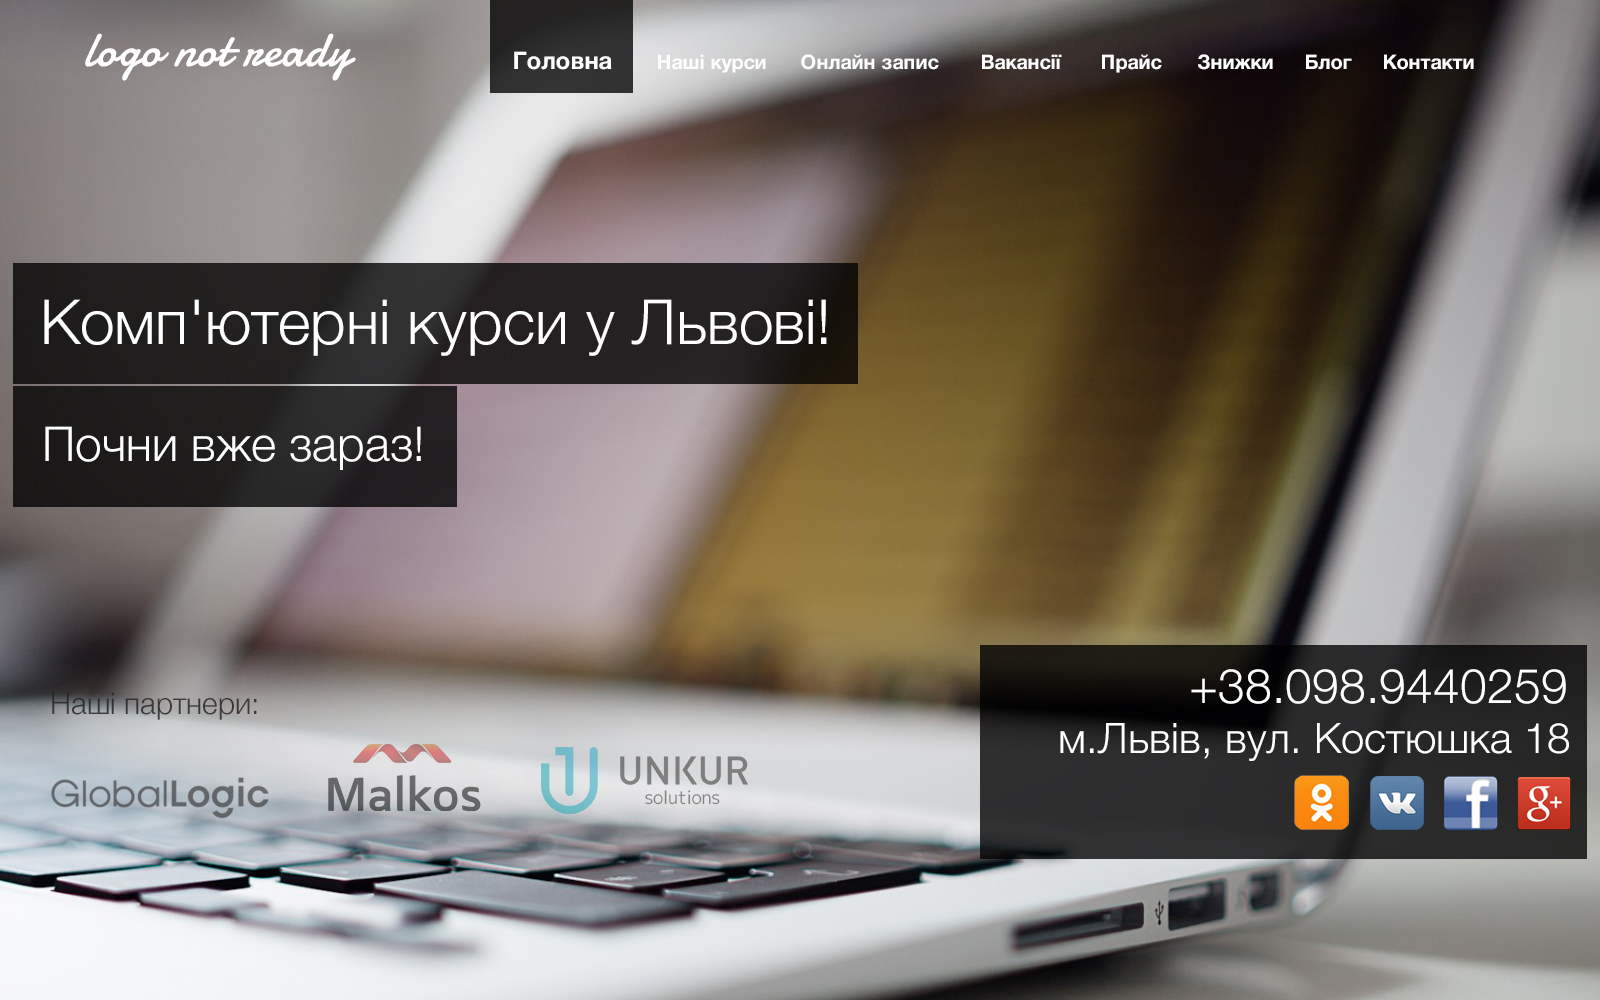 logo not ready
Головна Наші курси Онлайн запис Вакансії Прайс Знижки Блог Контакти
Комп'ютерні курси у Львові!
Почни вже зараз!
Наші партнери:
GlobalLogic
Malkos
UNKUR
solutions
+38.098.9440259
м.Львів, вул. Костюшка 18
f
g+